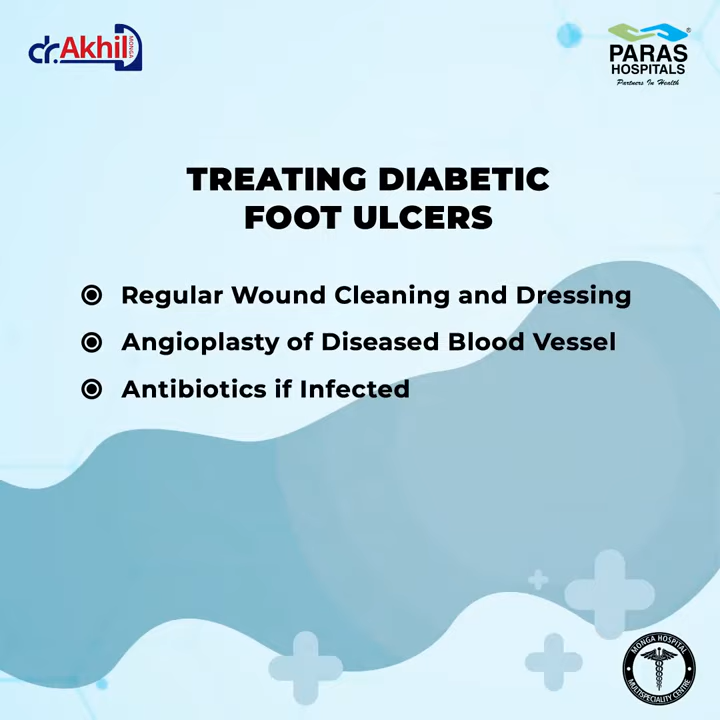 dr.Akhil MONGA
PARAS
HOSPITALS
Partners In Health
TREATING DIABETIC
FOOT ULCERS
Regular Wound Cleaning and Dressing
Angioplasty of Diseased Blood Vessel
Antibiotics if Infected
MONGA HOSPITAL
MULTISPECIALITY CENTRE